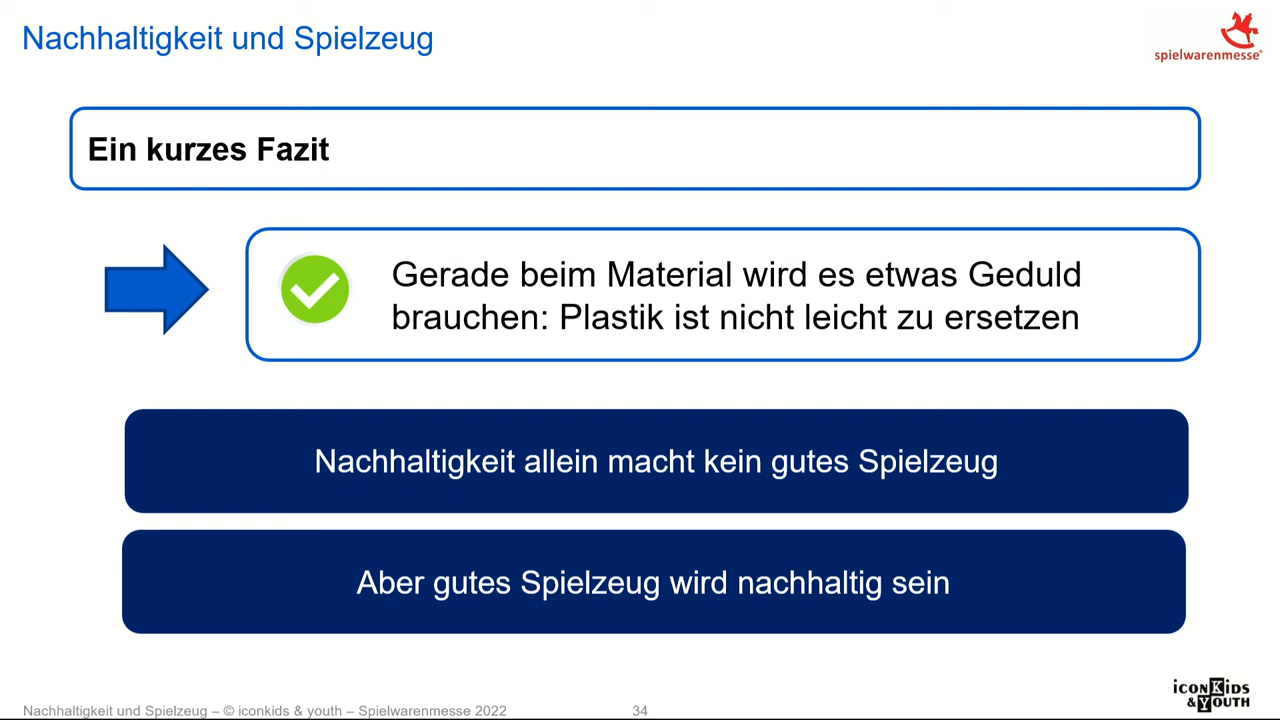 Nachhaltigkeit und Spielzeug
spielwarenmesse®
Ein kurzes Fazit
Gerade beim Material wird es etwas Geduld
brauchen: Plastik ist nicht leicht zu ersetzen
Nachhaltigkeit allein macht kein gutes Spielzeug
Aber gutes Spielzeug wird nachhaltig sein
iconKids
& YOUTH
Nachhaltigkeit und Spielzeug – © iconkids & youth – Spielwarenmesse 2022
34